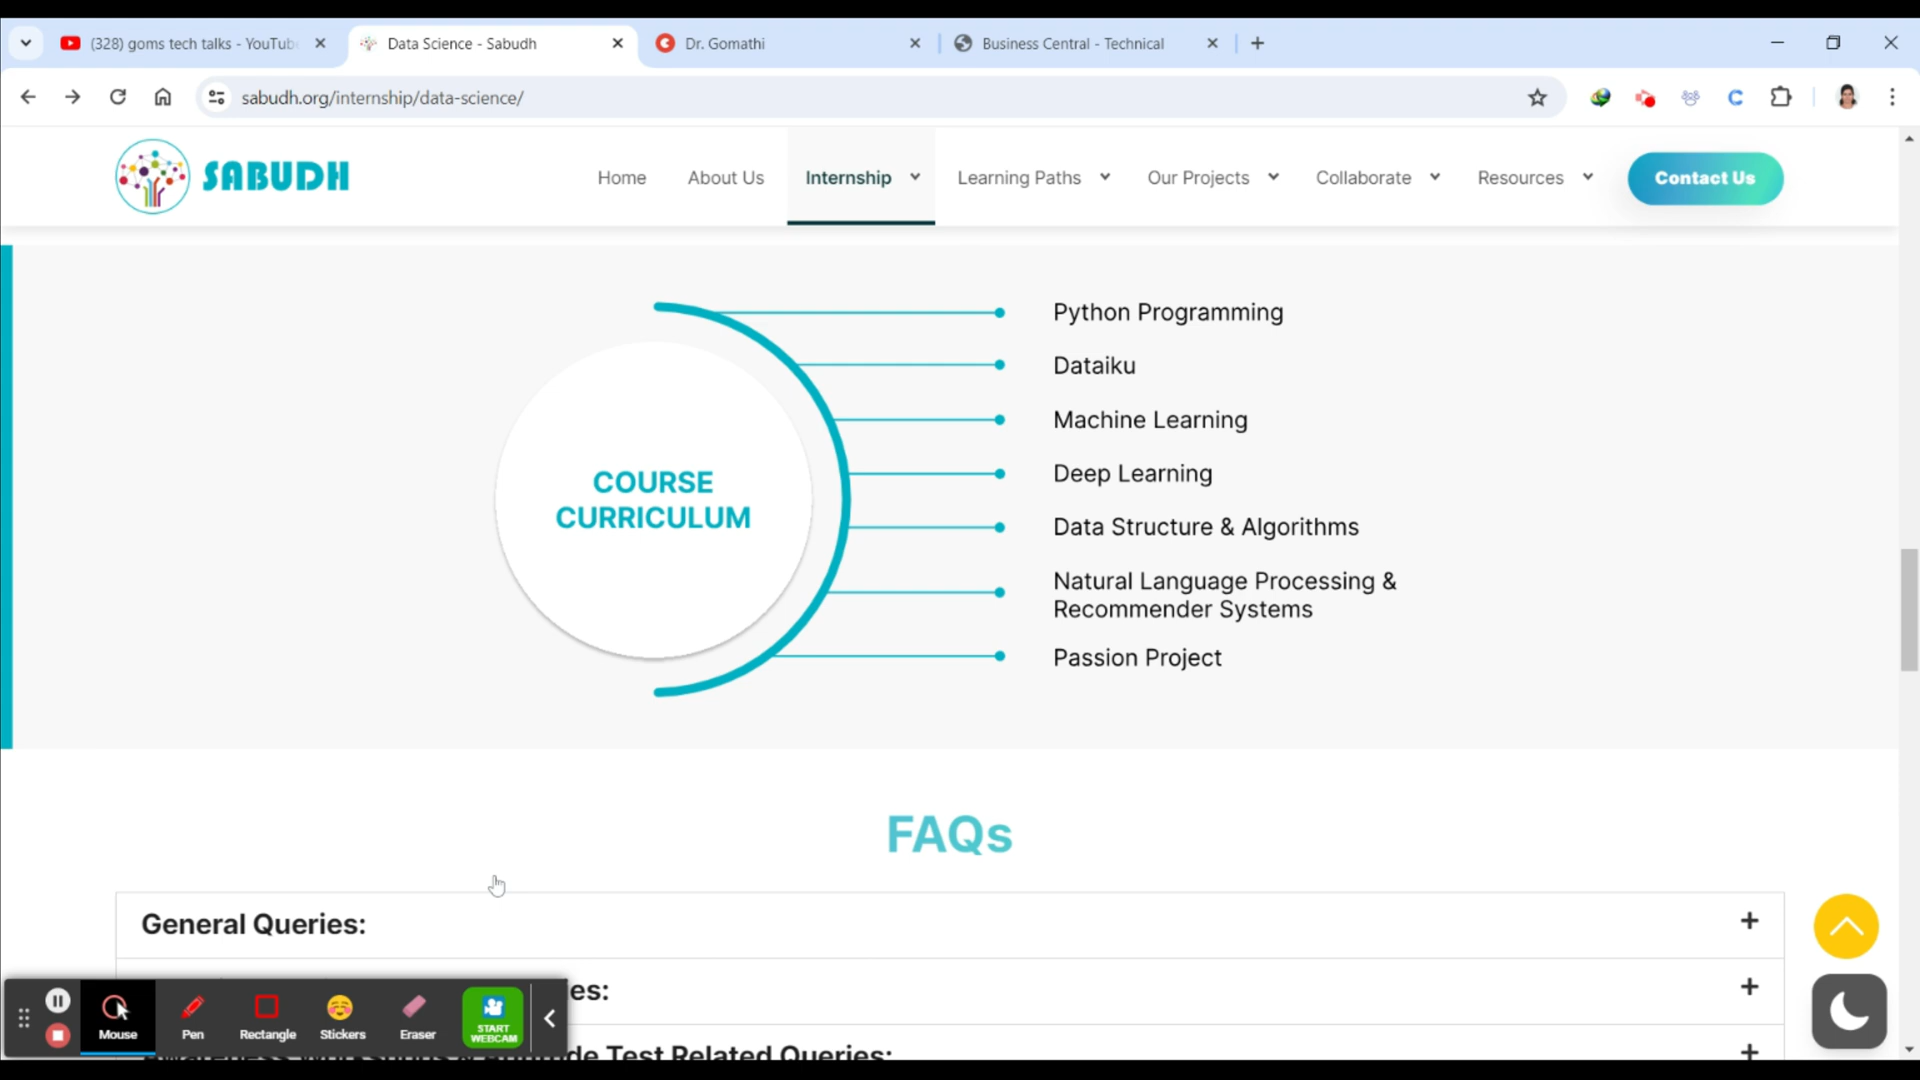 (328) goms tech talks - YouTub
Data Science - Sabudh
Dr. Gomathi
Business Central - Technical
sabudh.org/internship/data-science/
SABUDH
Home
About Us
Internship
Learning Paths
Our Projects
Collaborate
Resources
Contact Us
COURSE
CURRICULUM
Python Programming
Dataiku
Machine Learning
Deep Learning
Data Structure & Algorithms
Natural Language Processing &
Recommender Systems
Passion Project
FAQs
General Queries:
es:
Test Related Queries:
Mouse
Pen
Rectangle
Stickers
Eraser
START
WEBCAM